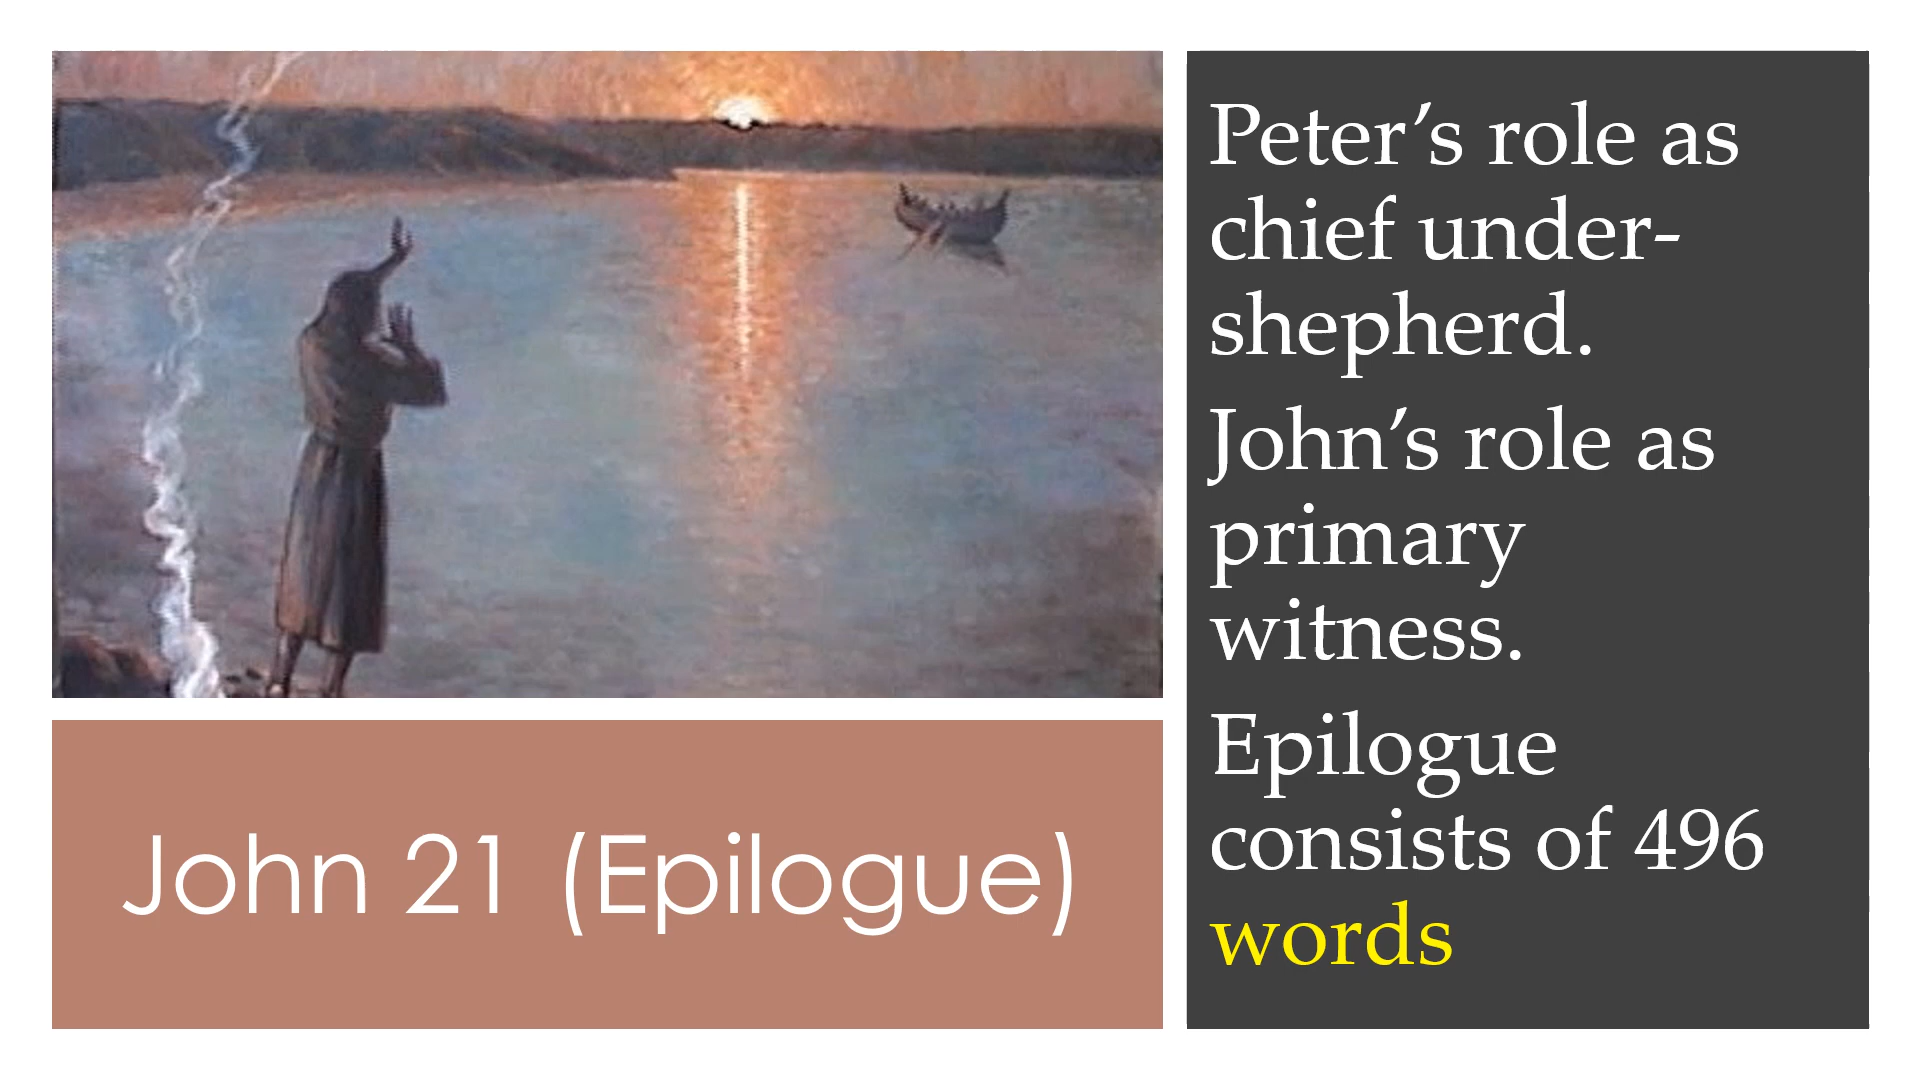 Peter’s role as
chief under-
shepherd.
John’s role as
primary
witness.
Epilogue
consists of 496
words
John 21 (Epilogue)